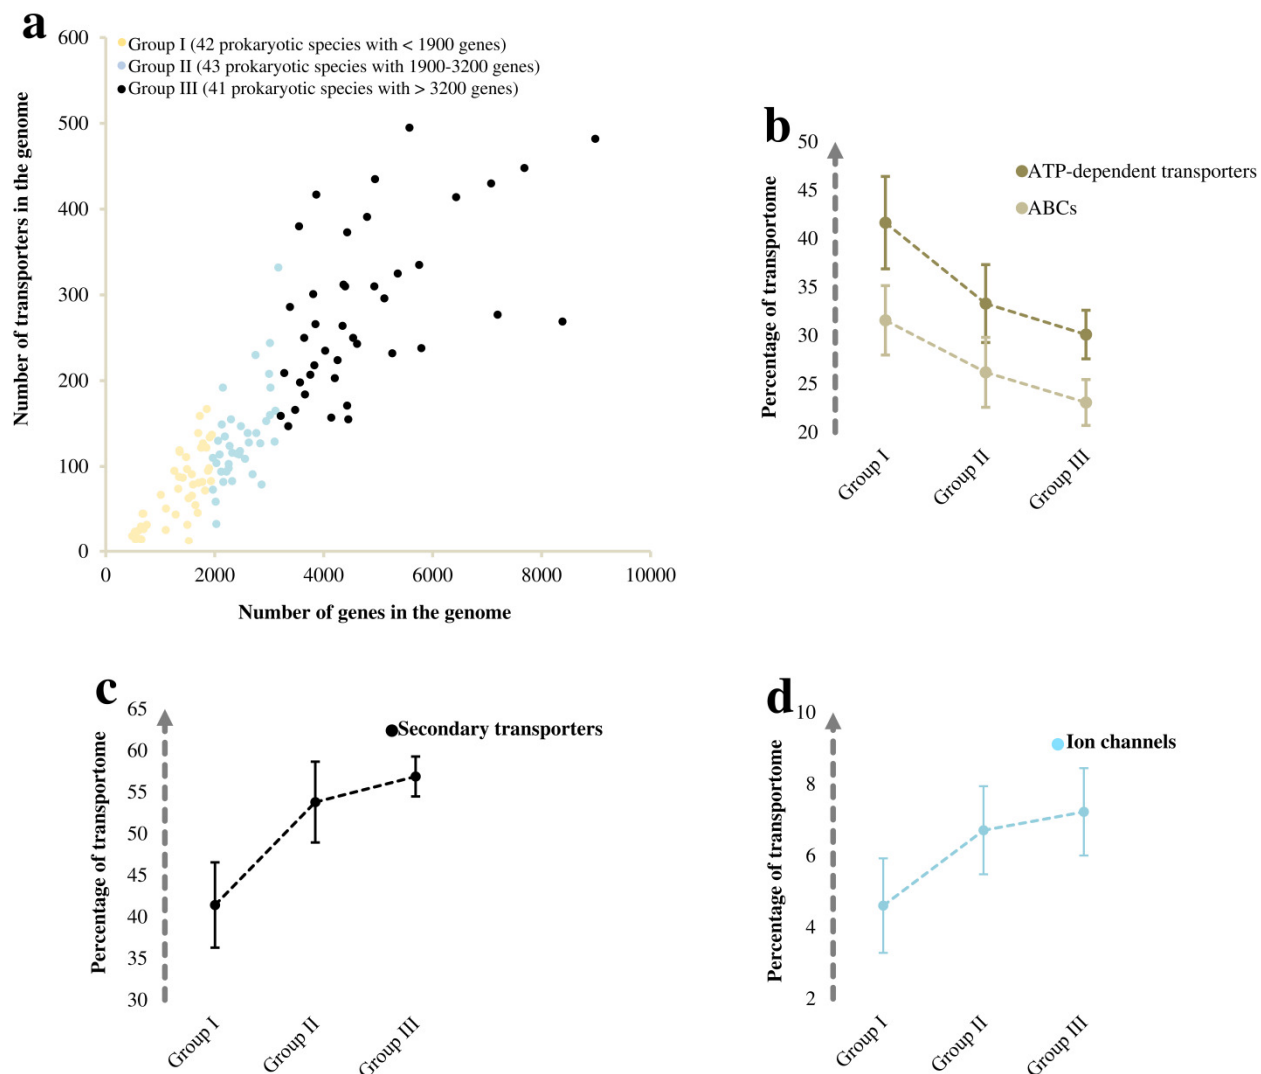 a
600
500
400
300
200
100
0
Number of transporters in the genome
Group I (42 prokaryotic species with < 1900 genes)
Group II (43 prokaryotic species with 1900-3200 genes)
Group III (41 prokaryotic species with > 3200 genes)
0 2000 4000 6000 8000 10000
Number of genes in the genome
b
50
45
40
35
30
25
20
Percentage of transportome
ATP-dependent transporters
ABCs
Group I
Group II
Group III
c
65
60
55
50
45
40
35
30
Percentage of transportome
Secondary transporters
Group I
Group II
Group III
d
10
8
6
4
2
Percentage of transportome
Ion channels
Group I
Group II
Group III